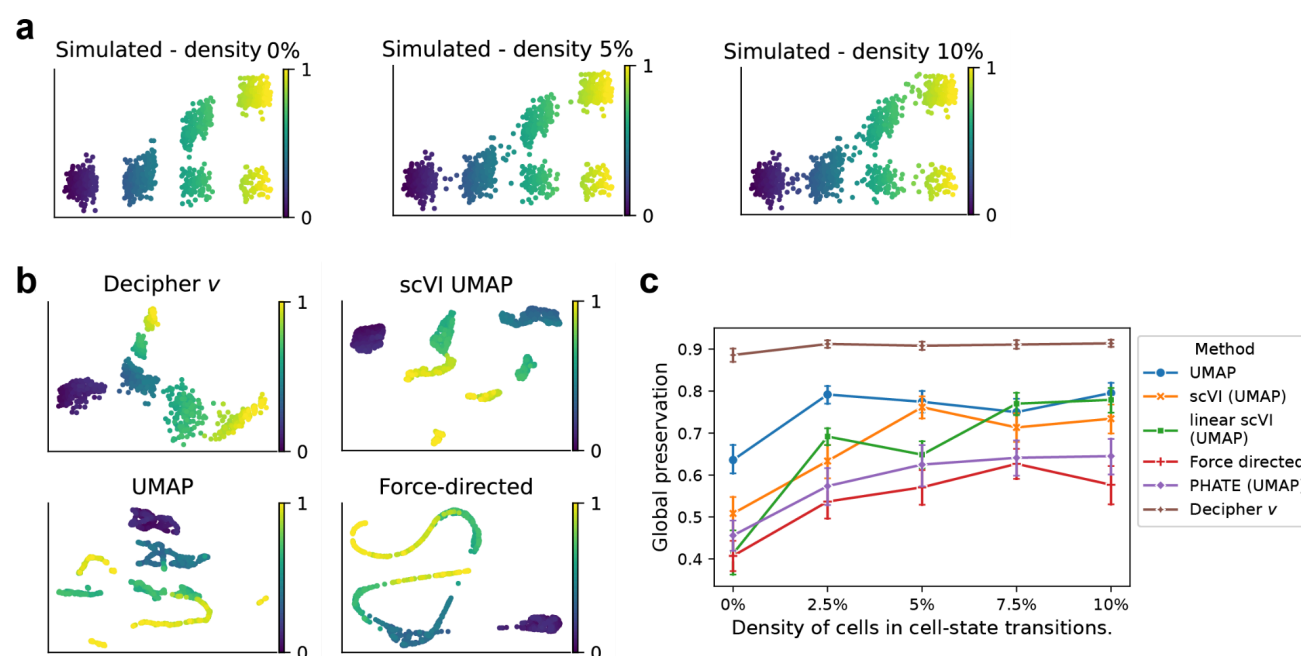 a
Simulated - density 0%
1
0
Simulated - density 5%
1
0
Simulated - density 10%
1
0
b
Decipher v
1
0
scVI UMAP
1
0
UMAP
1
0
Force-directed
1
0
c
Global preservation
0.9
0.8
0.7
0.6
0.5
0.4
0%
2.5%
5%
7.5%
10%
Density of cells in cell-state transitions.
Method
UMAP
scVI (UMAP)
linear scVI
(UMAP)
Force directed
PHATE (UMAP)
Decipher v